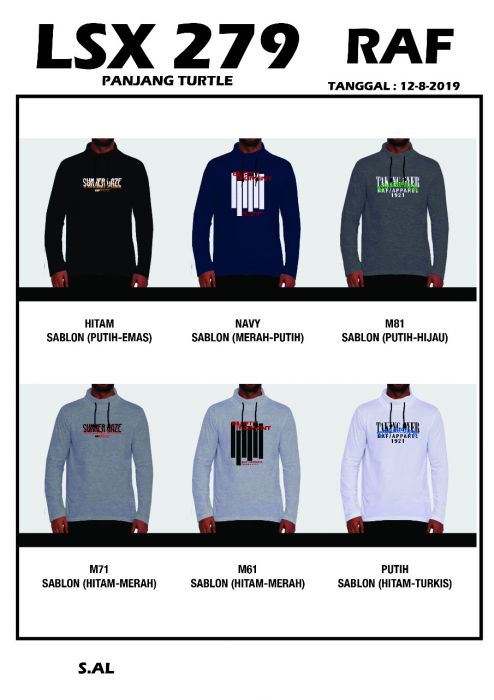 LSX 279 RAF
PANJANG TURTLE
TANGGAL : 12-8-2019
SUMMER DAZE
TAKING OVER
RAF/APPAREL
1921
HITAM
SABLON (PUTIH-EMAS)
NAVY
SABLON (MERAH-PUTIH)
M81
SABLON (PUTIH-HIJAU)
SUMMER DAZE
TAKING OVER
RAF/APPAREL
1921
M71
SABLON (HITAM-MERAH)
M61
SABLON (HITAM-MERAH)
PUTIH
SABLON (HITAM-TURKIS)
S.AL